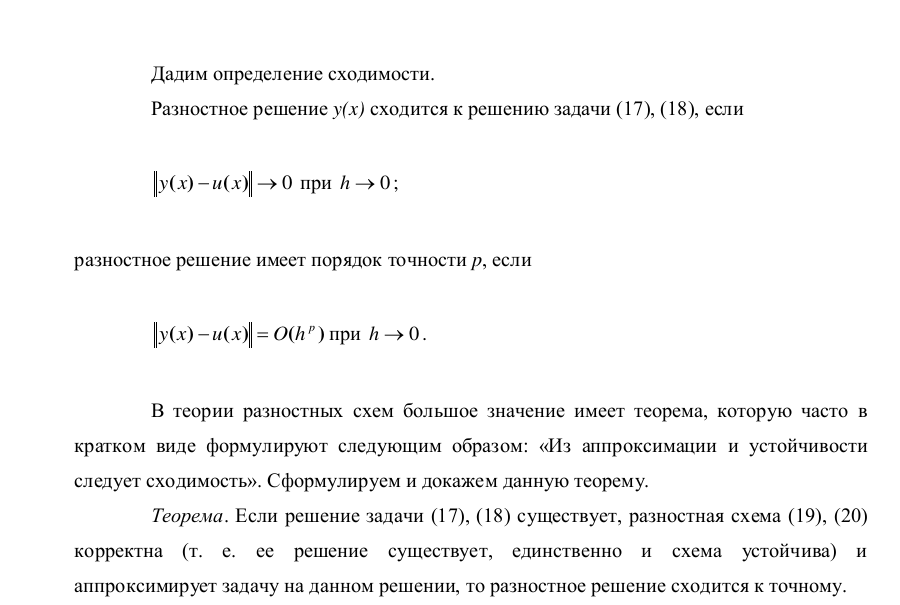 Дадим определение сходимости.
Разностное решение y(x) сходится к решению задачи (17), (18), если
‖y(x) − u(x)‖ → 0 при h → 0;
разностное решение имеет порядок точности p, если
‖y(x) − u(x)‖ = O(h^p) при h → 0.
В теории разностных схем большое значение имеет теорема, которую часто в
кратком виде формулируют следующим образом: «Из аппроксимации и устойчивости
следует сходимость». Сформулируем и докажем данную теорему.
Теорема. Если решение задачи (17), (18) существует, разностная схема (19), (20)
корректна (т. е. ее решение существует, единственно и схема устойчива) и
аппроксимирует задачу на данном решении, то разностное решение сходится к точному.